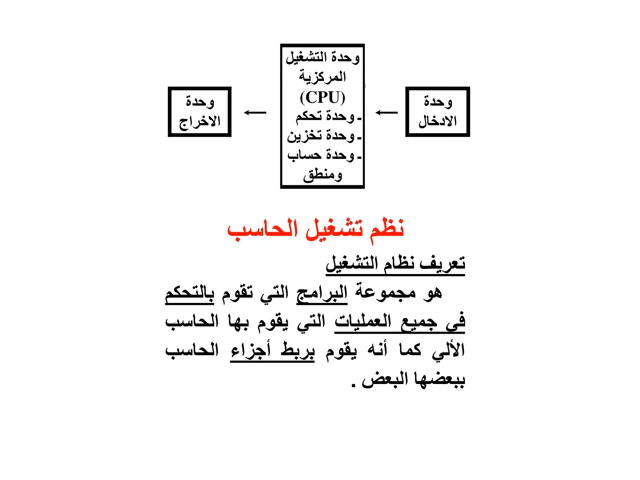 وحدة
الادخال
وحدة التشغيل
المركزية
(CPU)
ـ وحدة تحكم
ـ وحدة تخزين
ـ وحدة حساب
ومنطق
وحدة
الاخراج
نظم تشغيل الحاسب
تعريف نظام التشغيل
هو مجموعة البرامج التي تقوم بالتحكم
في جميع العمليات التي يقوم بها الحاسب
الألي كما أنه يقوم بربط أجزاء الحاسب
ببعضها البعض .